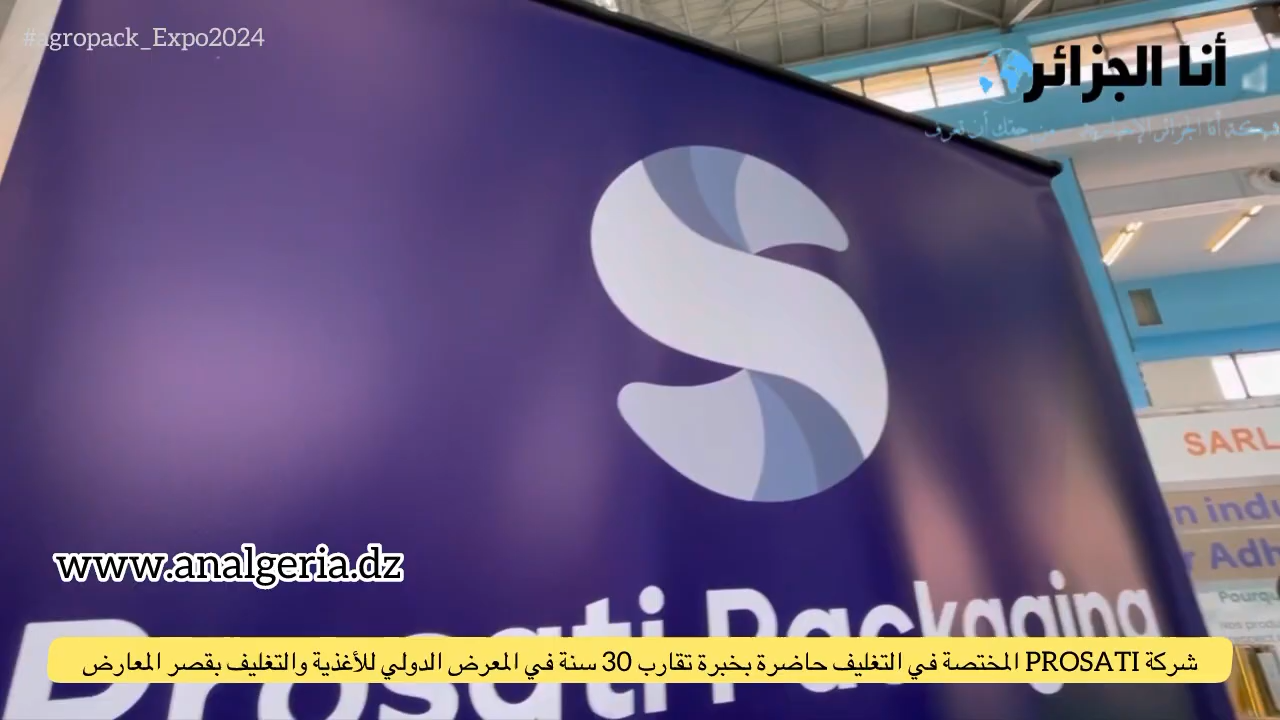 #agropack_Expo2024
أنا الجزائر
SARL
www.analgeria.dz
Prosati Packaging
شركة PROSATI المختصة في التغليف حاضرة بخبرة تقارب 30 سنة في المعرض الدولي للأغذية والتغليف بقصر المعارض